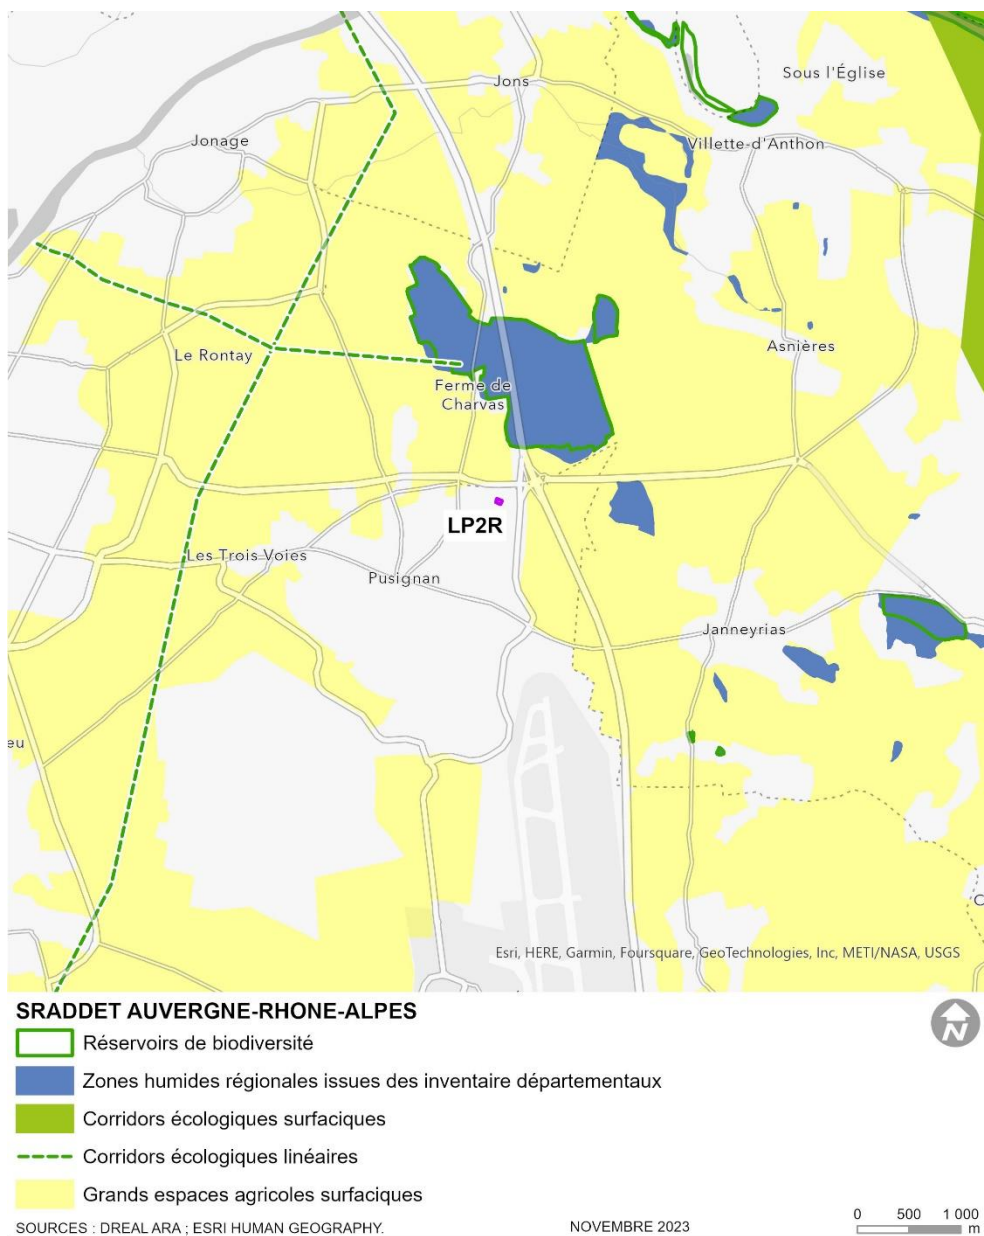 Sous l'Église
Jons
Jonage
Villette-d'Anthon
Le Rontay
Asnières
Ferme de
Charvas
LP2R
Les Trois Voies
Pusignan
Janneyrias
eu
C
Esri, HERE, Garmin, Foursquare, GeoTechnologies, Inc, METI/NASA, USGS
SRADDET AUVERGNE-RHONE-ALPES
N
Réservoirs de biodiversité
Zones humides régionales issues des inventaire départementaux
Corridors écologiques surfaciques
Corridors écologiques linéaires
Grands espaces agricoles surfaciques
SOURCES : DREAL ARA ; ESRI HUMAN GEOGRAPHY.
NOVEMBRE 2023
0 500 1 000
m